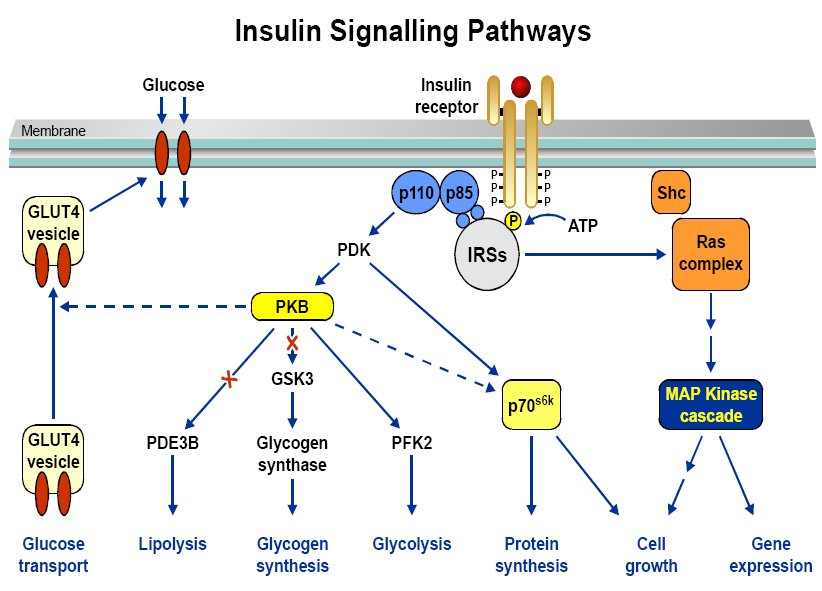 Insulin Signalling Pathways
Glucose
Insulin
receptor
Membrane
P P
P P
P P
p110 p85
Shc
GLUT4
vesicle
P
ATP
PDK
IRSs
Ras
complex
PKB
GSK3
p70s6k
MAP Kinase
cascade
GLUT4
vesicle
PDE3B
Glycogen
synthase
PFK2
Glucose
transport
Lipolysis
Glycogen
synthesis
Glycolysis
Protein
synthesis
Cell
growth
Gene
expression